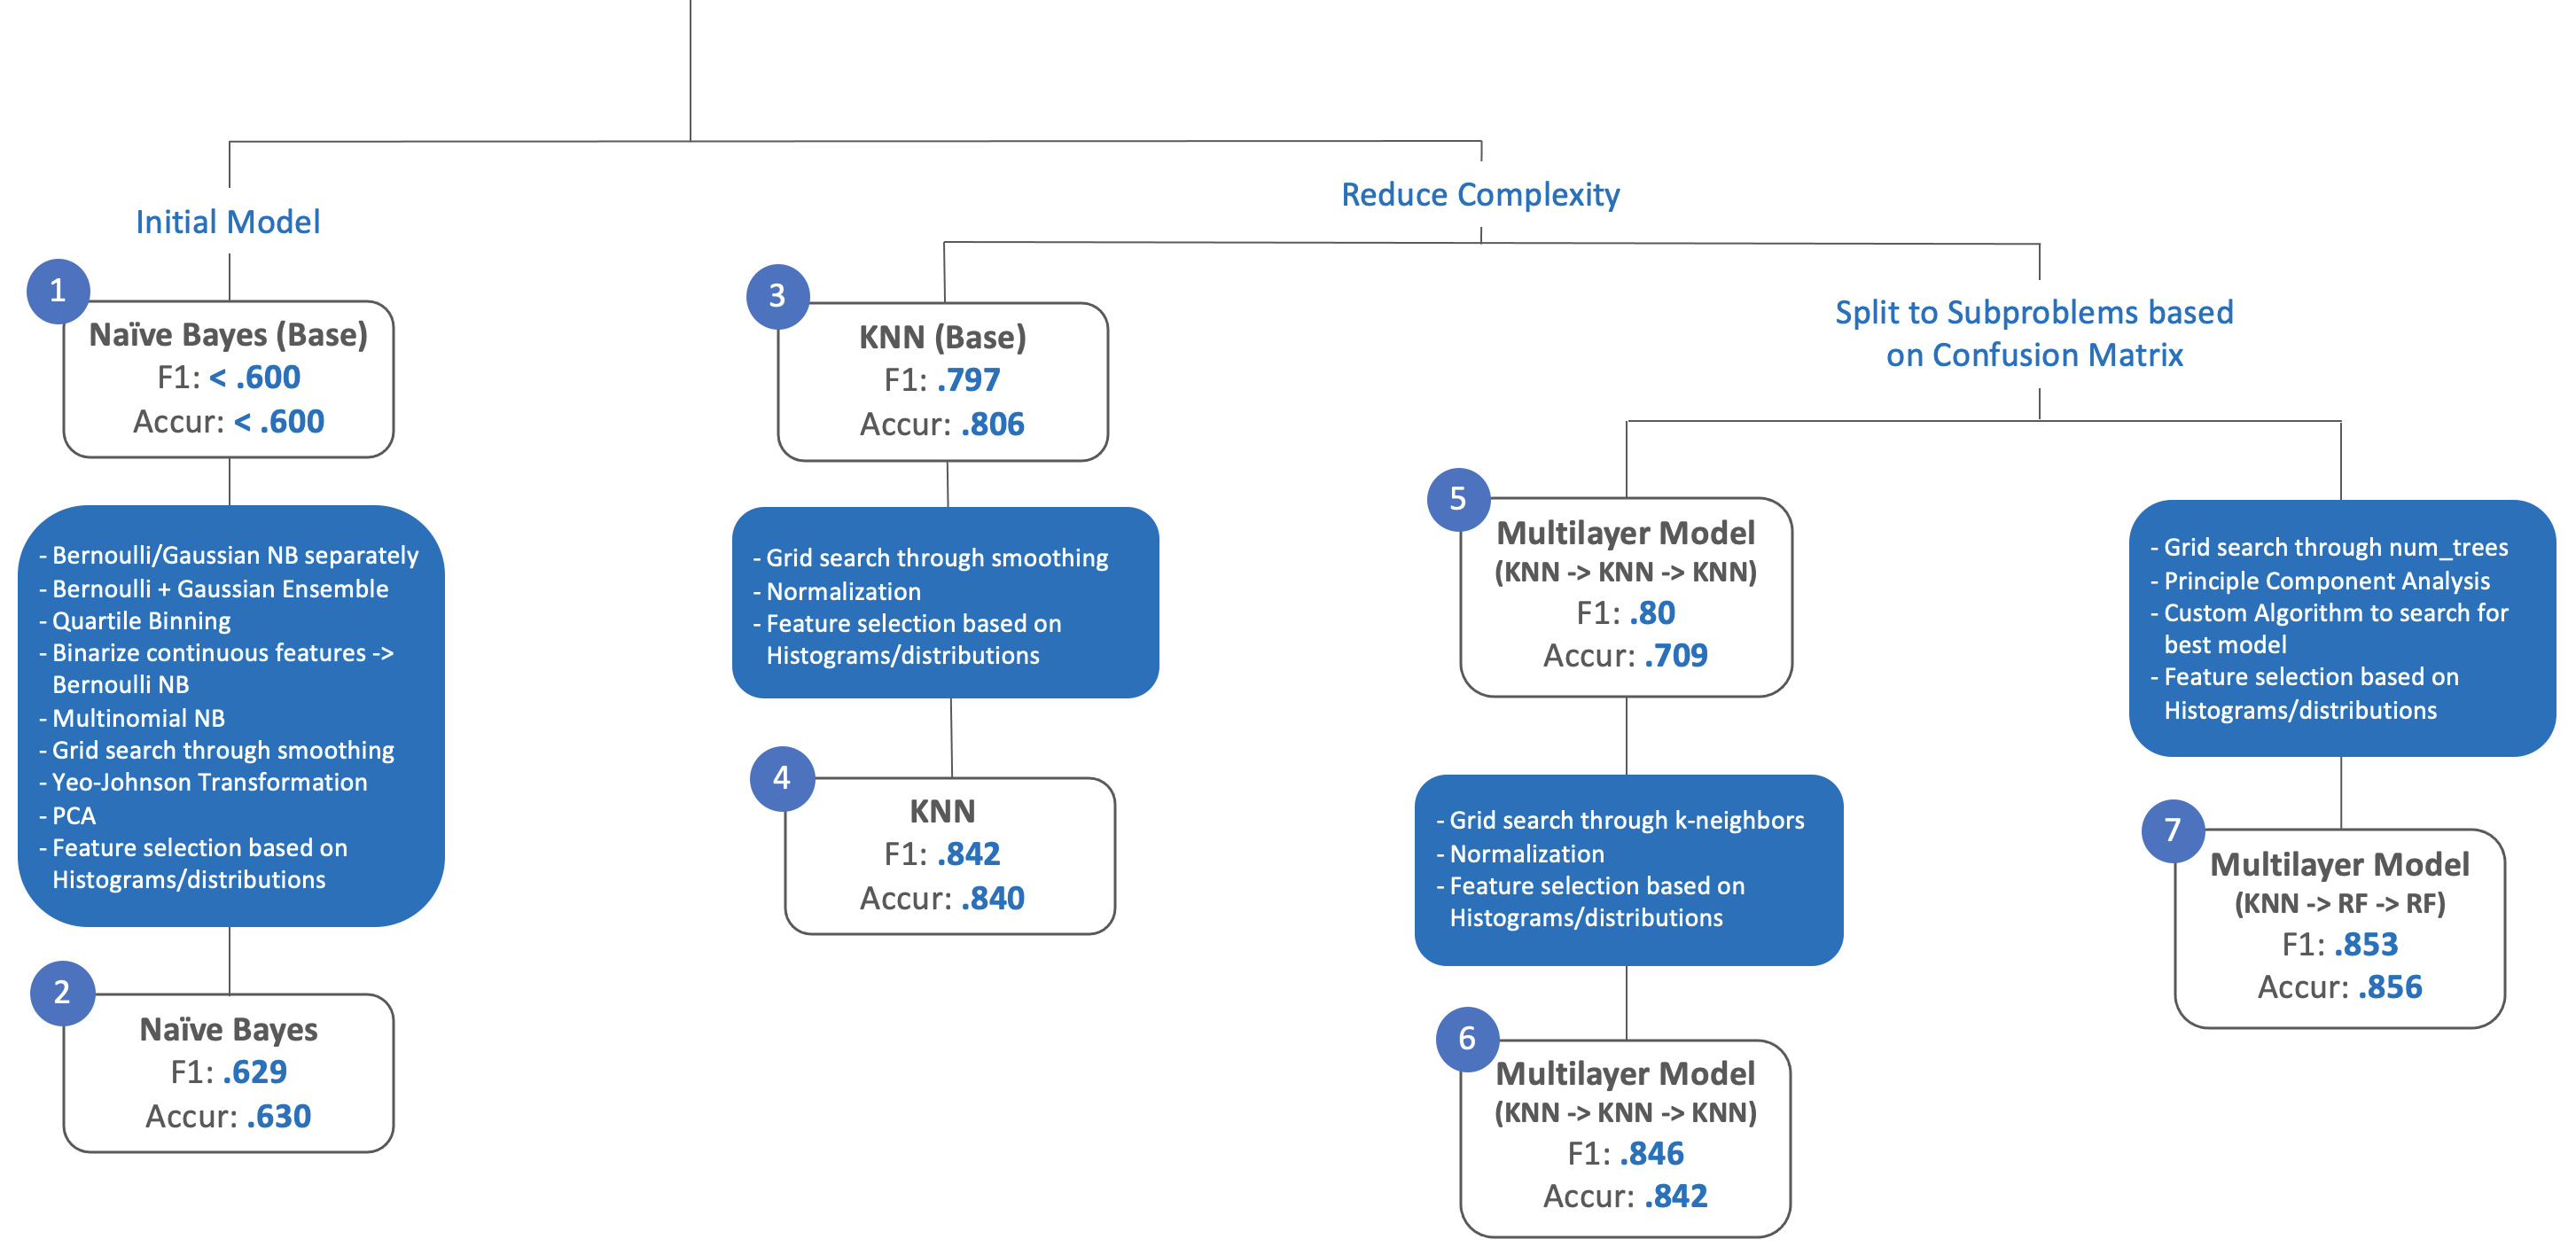 Initial Model
1
Naïve Bayes (Base)
F1: < .600
Accur: < .600
- Bernoulli/Gaussian NB separately
- Bernoulli + Gaussian Ensemble
- Quartile Binning
- Binarize continuous features ->
Bernoulli NB
- Multinomial NB
- Grid search through smoothing
- Yeo-Johnson Transformation
- PCA
- Feature selection based on
Histograms/distributions
2
Naïve Bayes
F1: .629
Accur: .630
Reduce Complexity
3
KNN (Base)
F1: .797
Accur: .806
- Grid search through smoothing
- Normalization
- Feature selection based on
Histograms/distributions
4
KNN
F1: .842
Accur: .840
Split to Subproblems based
on Confusion Matrix
5
Multilayer Model
(KNN -> KNN -> KNN)
F1: .80
Accur: .709
- Grid search through k-neighbors
- Normalization
- Feature selection based on
Histograms/distributions
6
Multilayer Model
(KNN -> KNN -> KNN)
F1: .846
Accur: .842
- Grid search through num_trees
- Principle Component Analysis
- Custom Algorithm to search for
best model
- Feature selection based on
Histograms/distributions
7
Multilayer Model
(KNN -> RF -> RF)
F1: .853
Accur: .856